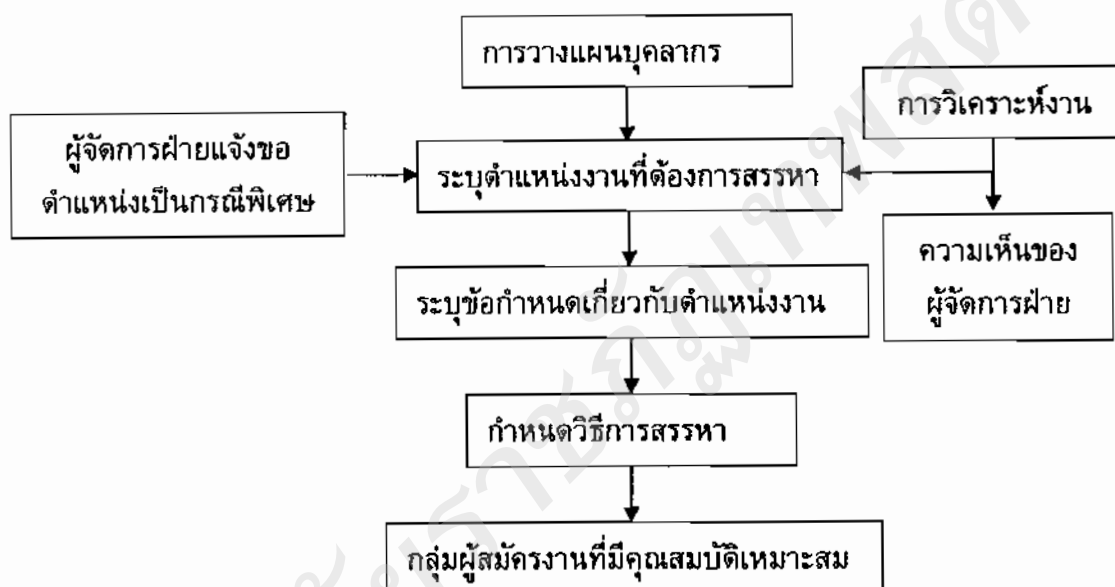 การวางแผนบุคลากร
การวิเคราะห์งาน
ผู้จัดการฝ่ายแจ้งขอ
ตำแหน่งเป็นกรณีพิเศษ
ระบุตำแหน่งงานที่ต้องการสรรหา
ความเห็นของ
ผู้จัดการฝ่าย
ระบุข้อกำหนดเกี่ยวกับตำแหน่งงาน
กำหนดวิธีการสรรหา
กลุ่มผู้สมัครงานที่มีคุณสมบัติเหมาะสม